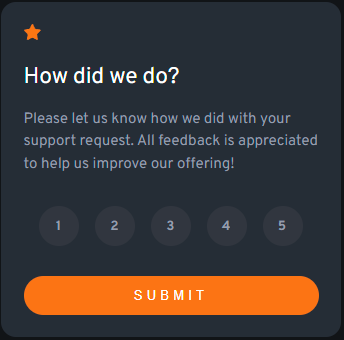 How did we do?
Please let us know how we did with your
support request. All feedback is appreciated
to help us improve our offering!
1 2 3 4 5
SUBMIT